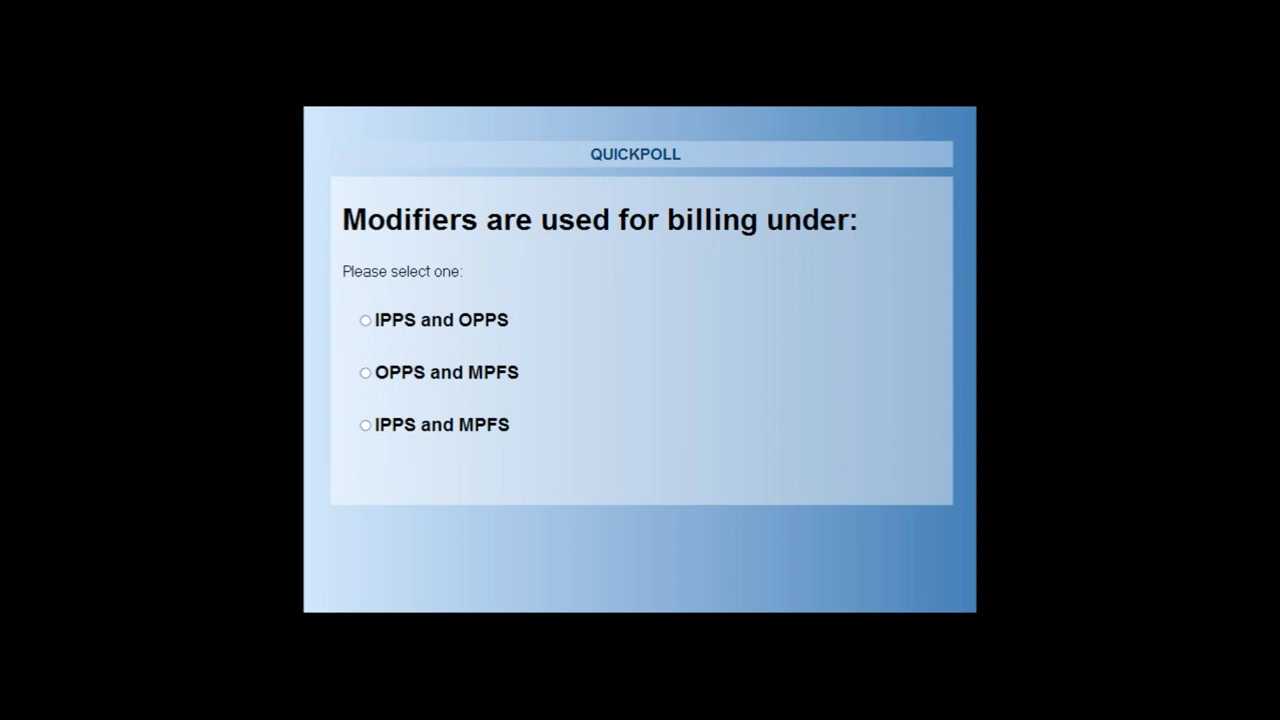 QUICKPOLL
Modifiers are used for billing under:
Please select one:
IPPS and OPPS
OPPS and MPFS
IPPS and MPFS